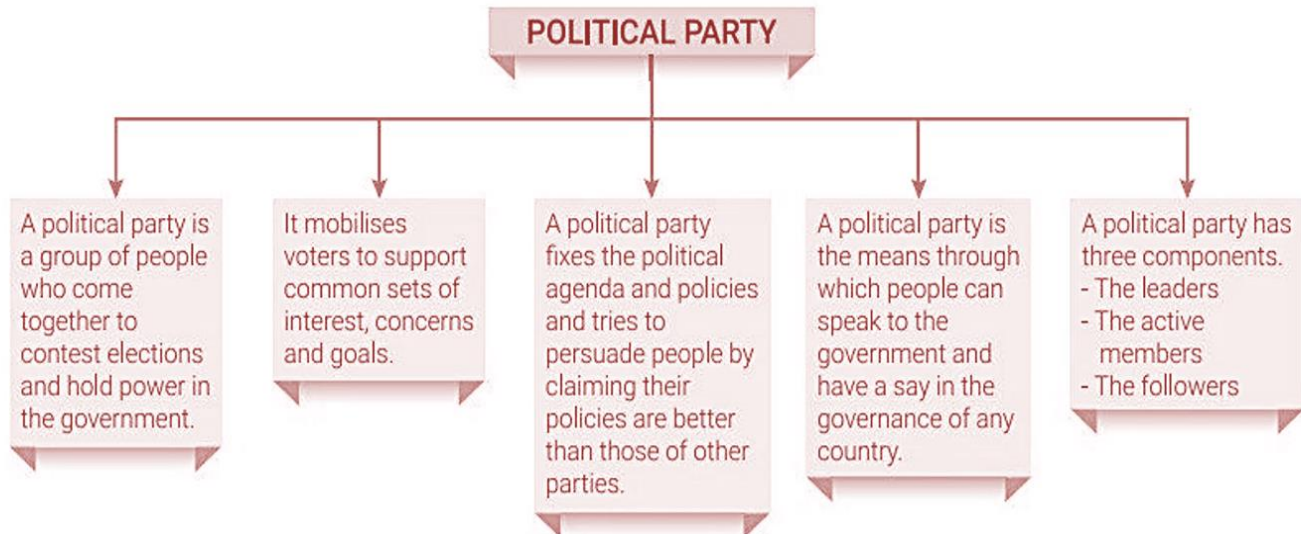 POLITICAL PARTY
A political party is
a group of people
who come
together to
contest elections
and hold power in
the government.
It mobilises
voters to support
common sets of
interest, concerns
and goals.
A political party
fixes the political
agenda and policies
and tries to
persuade people by
claiming their
policies are better
than those of other
parties.
A political party is
the means through
which people can
speak to the
government and
have a say in the
governance of any
country.
A political party has
three components.
- The leaders
- The active
members
- The followers